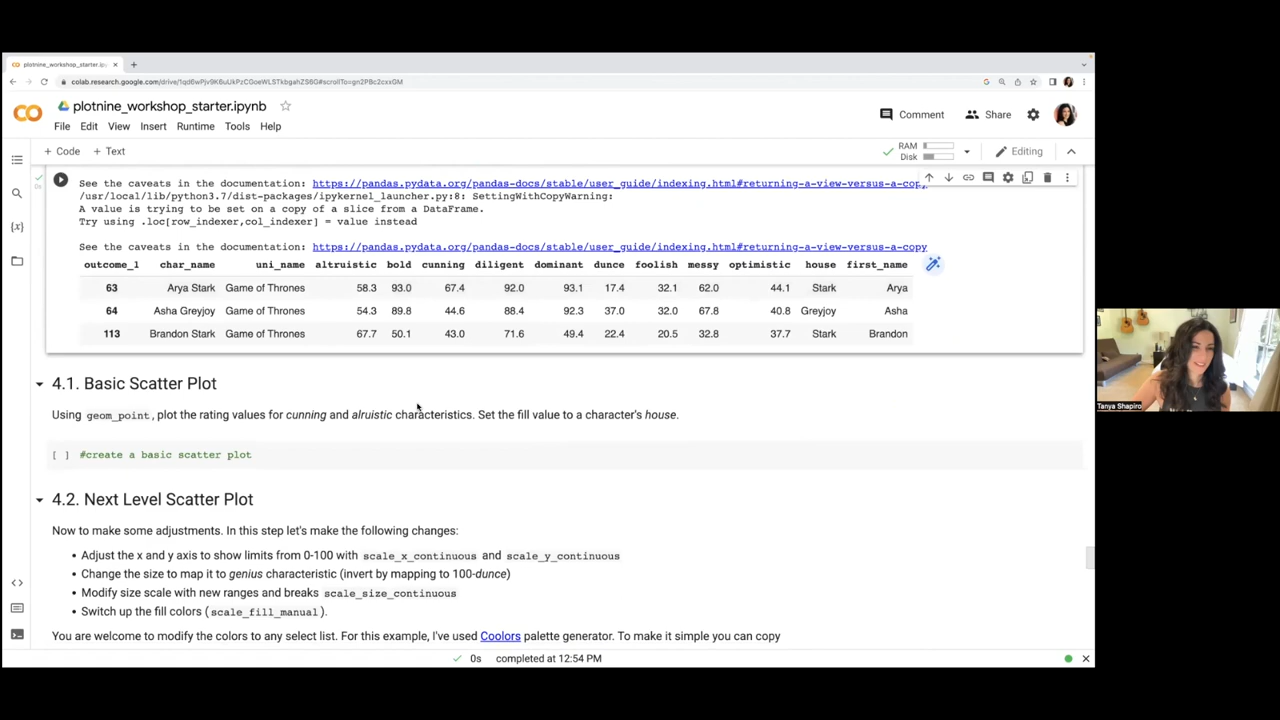 plotnine_workshop_starter.ipy
colab.research.google.com/drive/1qd6wPjv9K6uUkPzCGoeWLSTkbgahZS6G#scrollTo=gn2PBc2cxxGM
plotnine_workshop_starter.ipynb
File Edit View Insert Runtime Tools Help
Comment Share
+ Code + Text
RAM
Disk
Editing
See the caveats in the documentation: https://pandas.pydata.org/pandas-docs/stable/user_guide/indexing.html#returning-a-view-versus-a-copy
/usr/local/lib/python3.7/dist-packages/ipykernel_launcher.py:8: SettingWithCopyWarning:
A value is trying to be set on a copy of a slice from a DataFrame.
Try using .loc[row_indexer,col_indexer] = value instead
See the caveats in the documentation: https://pandas.pydata.org/pandas-docs/stable/user_guide/indexing.html#returning-a-view-versus-a-copy
outcome_l char_name uni_name altruistic bold cunning diligent dominant dunce foolish messy optimistic house first_name
63 Arya Stark Game of Thrones 58.3 93.0 67.4 92.0 93.1 17.4 32.1 62.0 44.1 Stark Arya
64 Asha Greyjoy Game of Thrones 54.3 89.8 44.6 88.4 92.3 37.0 32.0 67.8 40.8 Greyjoy Asha
113 Brandon Stark Game of Thrones 67.7 50.1 43.0 71.6 49.4 22.4 20.5 32.8 37.7 Stark Brandon
4.1. Basic Scatter Plot
Using geom_point, plot the rating values for cunning and alruistic characteristics. Set the fill value to a character's house.
[ ] #create a basic scatter plot
4.2. Next Level Scatter Plot
Now to make some adjustments. In this step let's make the following changes:
• Adjust the x and y axis to show limits from 0-100 with scale_x_continuous and scale_y_continuous
• Change the size to map it to genius characteristic (invert by mapping to 100-dunce)
• Modify size scale with new ranges and breaks scale_size_continuous
• Switch up the fill colors (scale_fill_manual).
You are welcome to modify the colors to any select list. For this example, I've used Coolors palette generator. To make it simple you can copy
0s completed at 12:54 PM
Tanya Shapiro